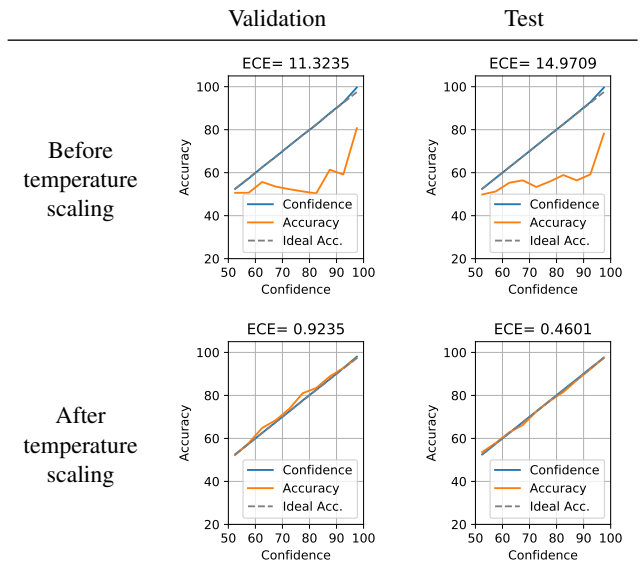 Validation
Test
Before
temperature
scaling
ECE= 11.3235
100
80
60
40
20
Accuracy
50 60 70 80 90 100
Confidence
Confidence
Accuracy
Ideal Acc.
ECE= 14.9709
100
80
60
40
20
Accuracy
50 60 70 80 90 100
Confidence
Confidence
Accuracy
Ideal Acc.
After
temperature
scaling
ECE= 0.9235
100
80
60
40
20
Accuracy
50 60 70 80 90 100
Confidence
Confidence
Accuracy
Ideal Acc.
ECE= 0.4601
100
80
60
40
20
Accuracy
50 60 70 80 90 100
Confidence
Confidence
Accuracy
Ideal Acc.